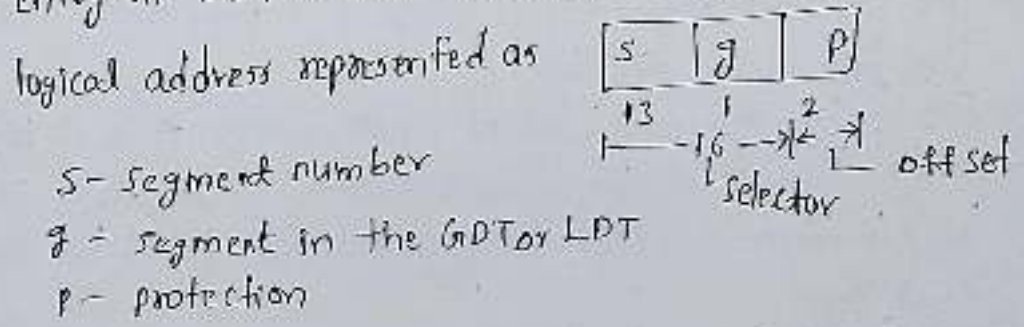 logical address represented as
s g p
13 1 2
16
selector
offset
s- segment number
g - segment in the GDT or LDT
p - protection